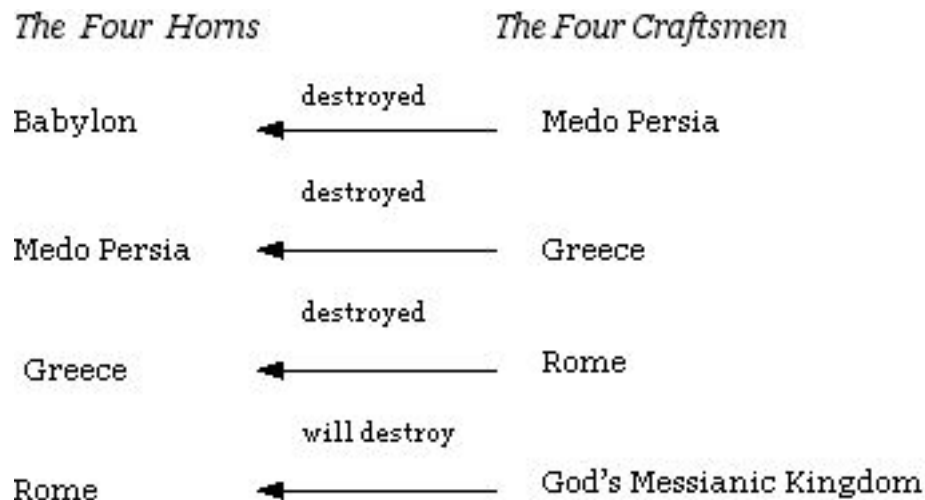 The Four Horns The Four Craftsmen
destroyed
Babylon Medo Persia
destroyed
Medo Persia Greece
destroyed
Greece Rome
will destroy
Rome God's Messianic Kingdom